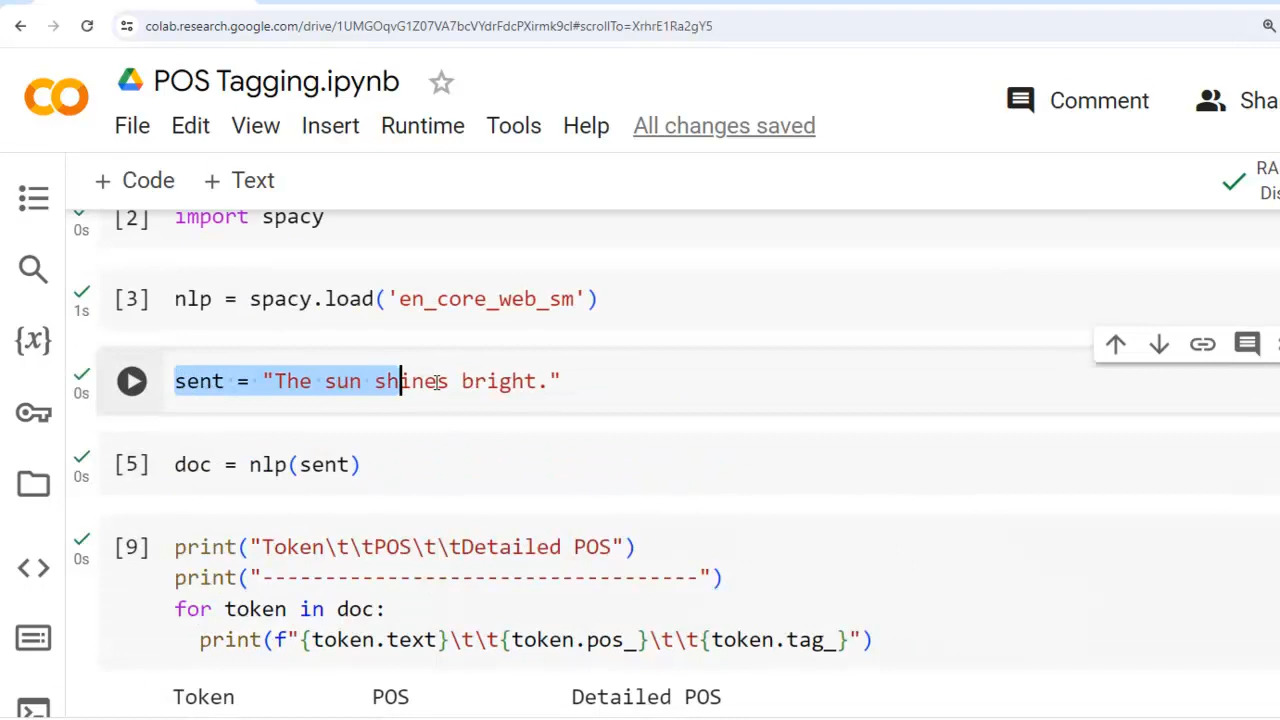 colab.research.google.com/drive/1UMGOqvG1Z07VA7bcVYdrFdcPXirmk9cl#scrollTo=XrhrE1Ra2gY5
POS Tagging.ipynb
Comment
Sha
File Edit View Insert Runtime Tools Help All changes saved
+ Code + Text
RA
Dis
[2] import spacy
0s
[3] nlp = spacy.load('en_core_web_sm')
1s
sent = "The sun shines bright."
0s
[5] doc = nlp(sent)
0s
[9] print("Token\t\tPOS\t\tDetailed POS")
0s
print("-----------------------------------")
for token in doc:
print(f"{token.text}\t\t{token.pos_}\t\t{token.tag_}")
Token POS Detailed POS